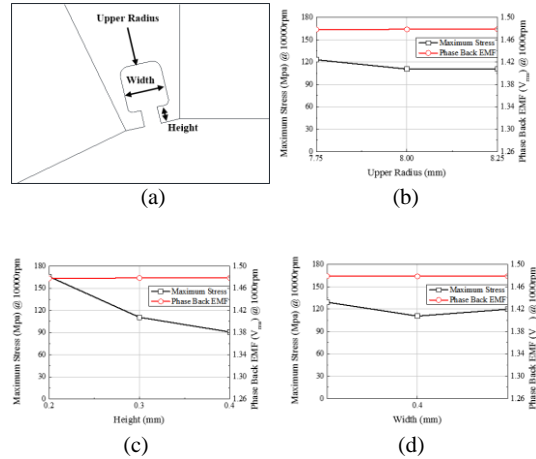 Upper Radius
Width
Height
(a)
Maximum Stress (Mpa) @ 10000rpm
180
150
120
90
60
30
0
Maximum Stress
Phase Back EMF
1.50
1.46
1.42
1.38
1.34
1.30
1.26
Phase Back EMF (V
) @ 1000rpm
7.75
8.00
8.25
Upper Radius (mm)
(b)
Maximum Stress (Mpa) @ 10000rpm
180
150
120
90
60
30
0
Maximum Stress
Phase Back EMF
1.50
1.46
1.42
1.38
1.34
1.30
1.26
Phase Back EMF (V
) @ 1000rpm
0.2
0.3
0.4
Height (mm)
(c)
Maximum Stress (Mpa) @ 10000rpm
180
150
120
90
60
30
0
Maximum Stress
Phase Back EMF
1.50
1.46
1.42
1.38
1.34
1.30
1.26
Phase Back EMF (V
) @ 1000rpm
0.4
Width (mm)
(d)